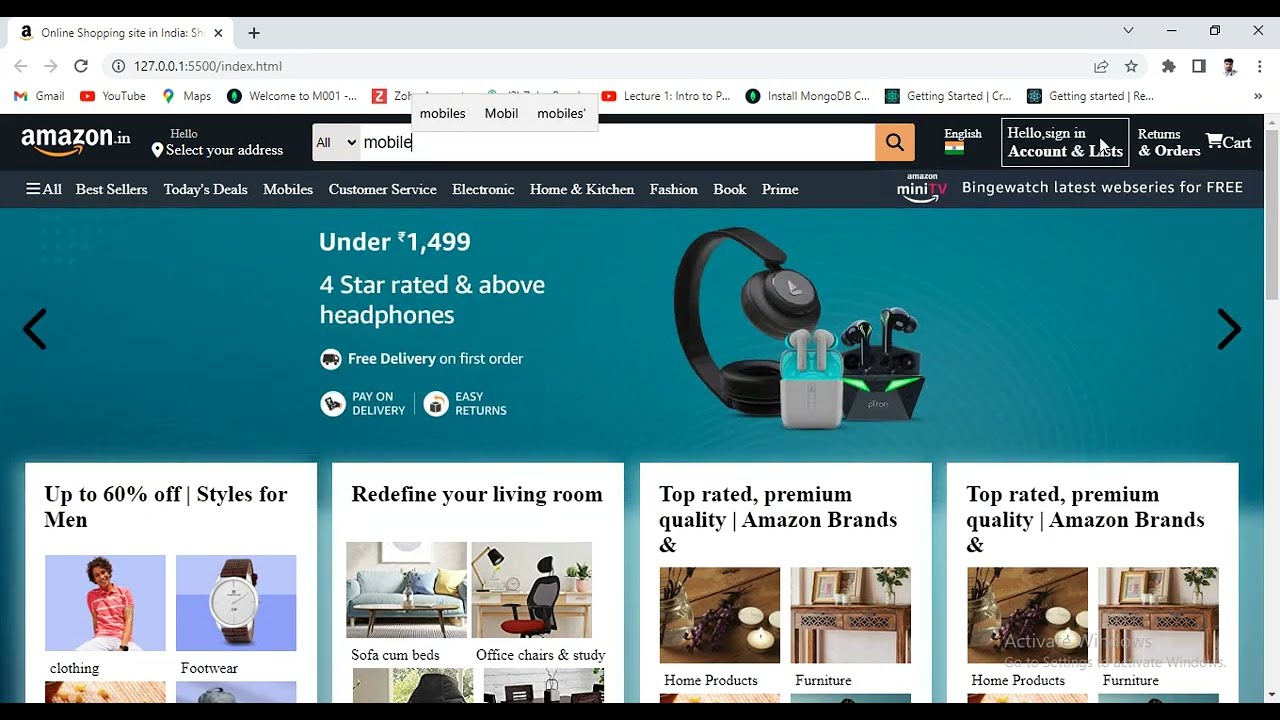 Online Shopping site in India: Sh
127.0.0.1:5500/index.html
Gmail
YouTube
Maps
Welcome to M001 -...
Lecture 1: Intro to P...
Install MongoDB C...
Getting Started | Cr...
Getting started | Re...
»
mobiles Mobil mobiles'
amazon.in
Hello
Select your address
All
mobile
English
Hello,sign in
Account & Lists
Returns
& Orders
Cart
All
Best Sellers
Today's Deals
Mobiles
Customer Service
Electronic
Home & Kitchen
Fashion
Book
Prime
amazon
miniTV
Bingewatch latest webseries for FREE
Under ₹1,499
4 Star rated & above
headphones
Free Delivery on first order
PAY ON
DELIVERY
EASY
RETURNS
pTron
Up to 60% off | Styles for
Men
clothing
Footwear
Redefine your living room
Sofa cum beds
Office chairs & study
Top rated, premium
quality | Amazon Brands
&
Home Products
Furniture
Top rated, premium
quality | Amazon Brands
&
Home Products
Furniture
Activate Windows
Go to Settings to activate Windows.